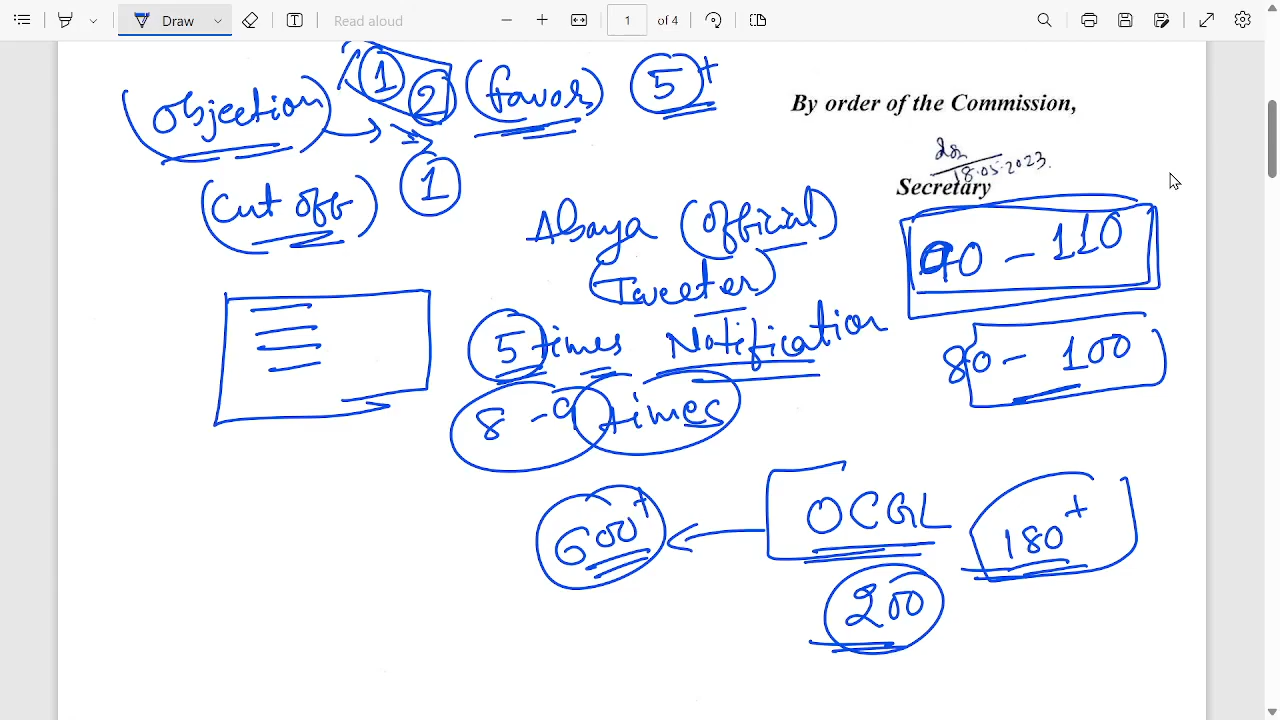 Draw
Read aloud
1 of 4
1
2
(favors) 5+
(Objection)
(Cut off) 1
By order of the Commission,
18.05.2023.
Secretary
(Official)
(Tweeter)
90 - 110
5 times Notification
80 - 100
8 - 9 times
600+
OCGL
180+
200